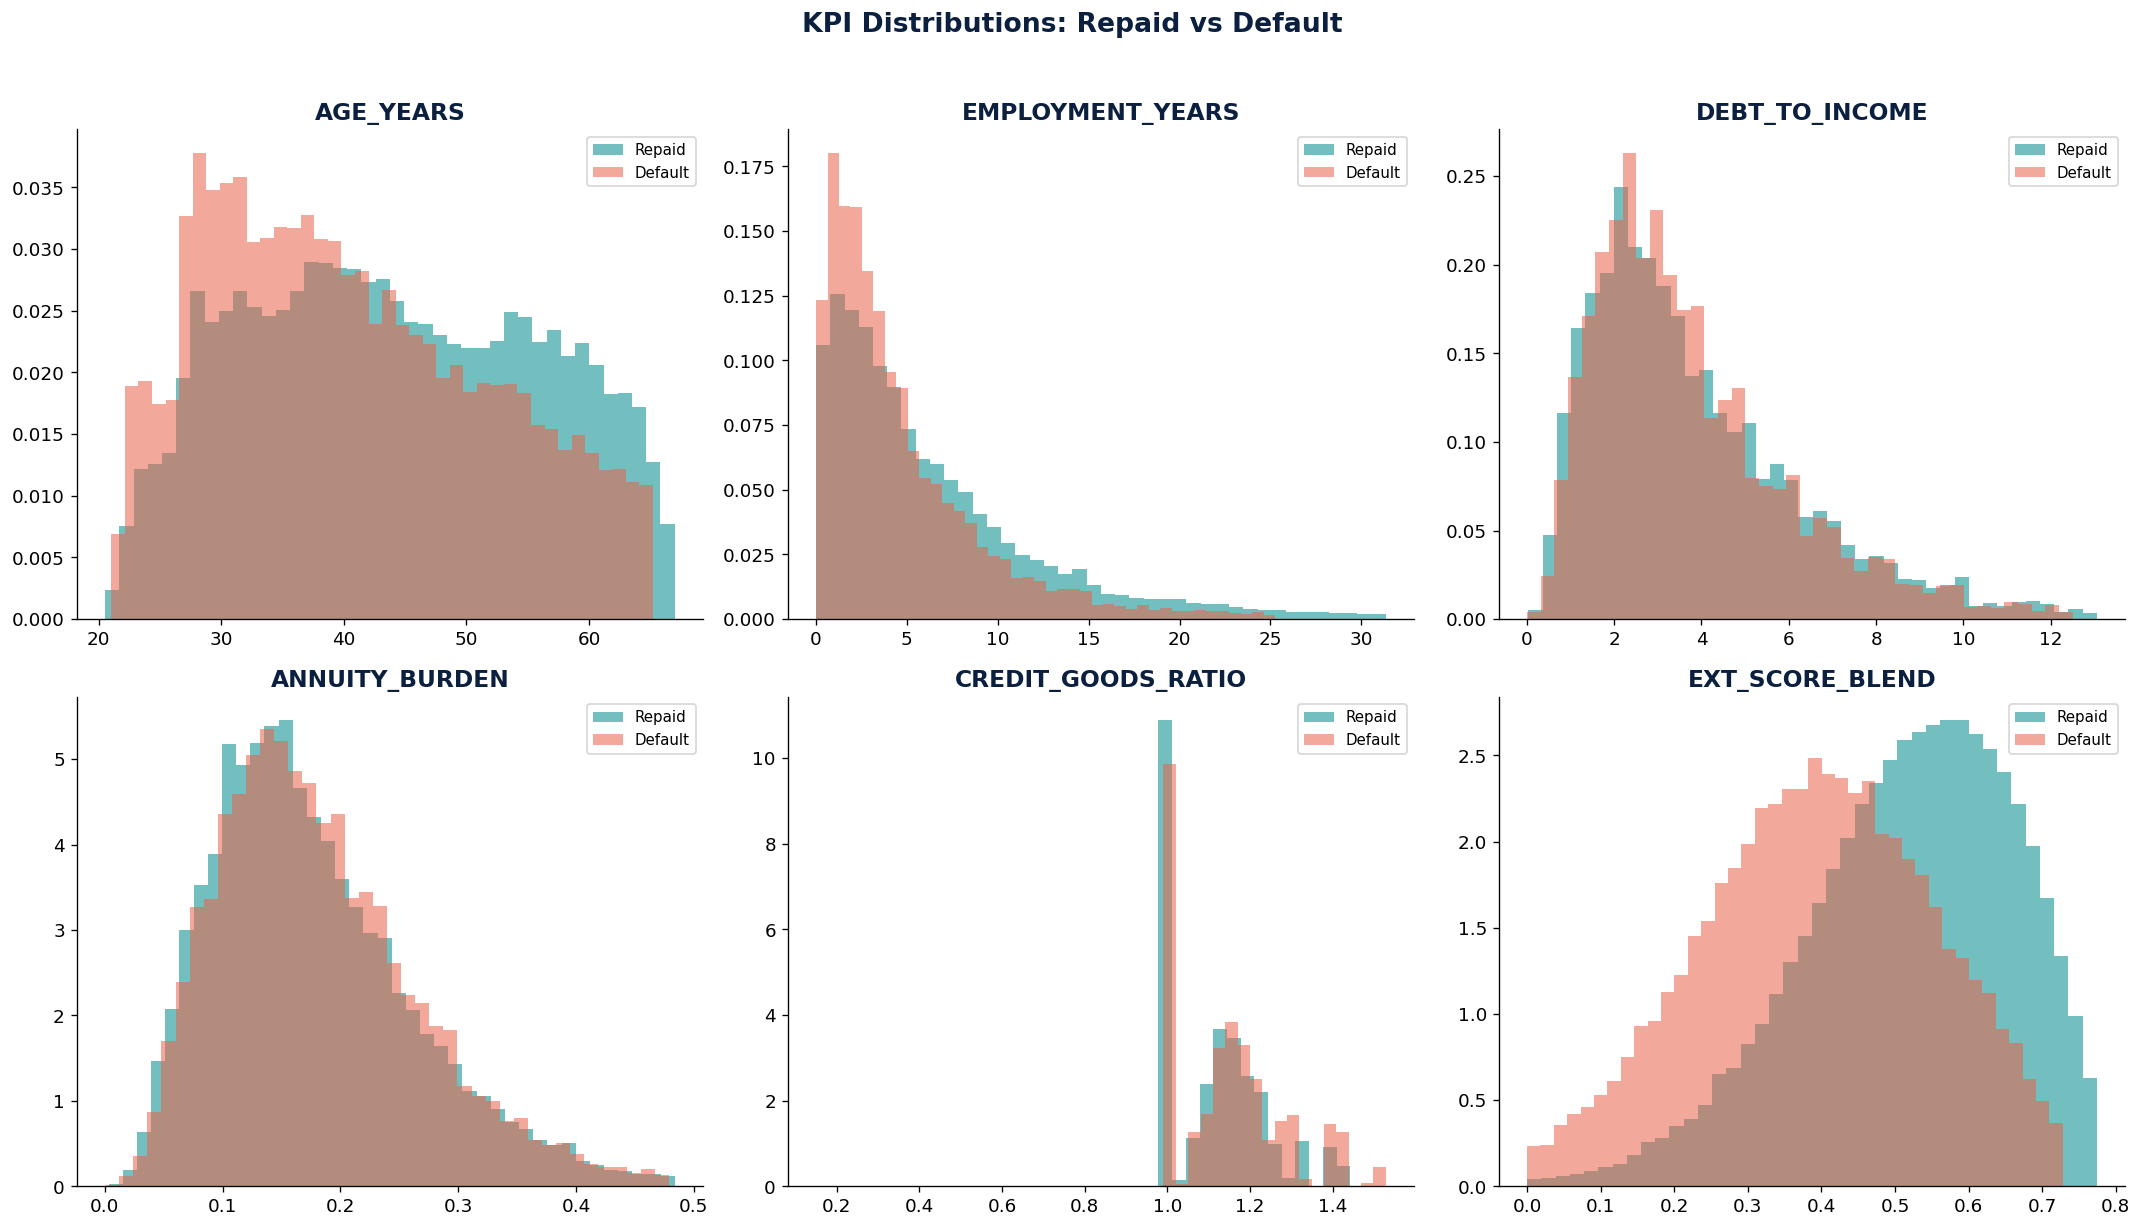 KPI Distributions: Repaid vs Default
AGE_YEARS
Repaid
Default
0.035
0.030
0.025
0.020
0.015
0.010
0.005
0.000
20 30 40 50 60
EMPLOYMENT_YEARS
Repaid
Default
0.175
0.150
0.125
0.100
0.075
0.050
0.025
0.000
0 5 10 15 20 25 30
DEBT_TO_INCOME
Repaid
Default
0.25
0.20
0.15
0.10
0.05
0.00
0 2 4 6 8 10 12
ANNUITY_BURDEN
Repaid
Default
5
4
3
2
1
0
0.0 0.1 0.2 0.3 0.4 0.5
CREDIT_GOODS_RATIO
Repaid
Default
10
8
6
4
2
0
0.2 0.4 0.6 0.8 1.0 1.2 1.4
EXT_SCORE_BLEND
Repaid
Default
2.5
2.0
1.5
1.0
0.5
0.0
0.0 0.1 0.2 0.3 0.4 0.5 0.6 0.7 0.8